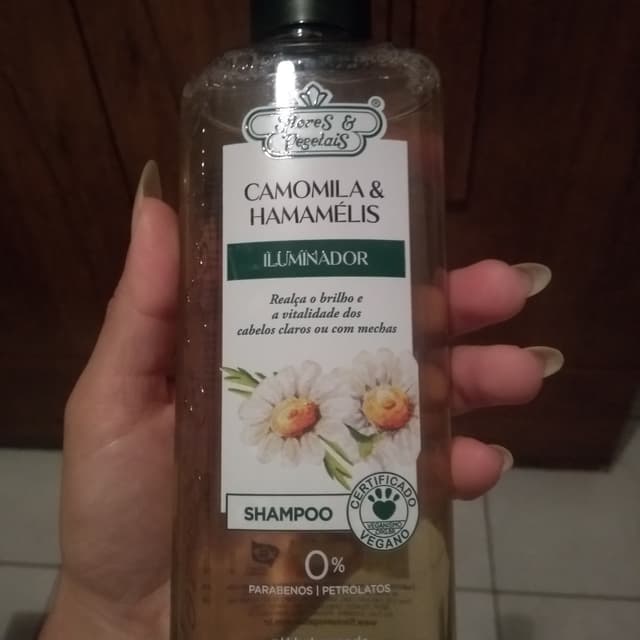 Flores &
Vegetais
®
CAMOMILA &
HAMAMÉLIS
ILUMINADOR
Realça o brilho e
a vitalidade dos
cabelos claros ou com mechas
SHAMPOO
CERTIFICADO
VEGANO
0%
PARABENOS | PETROLATOS